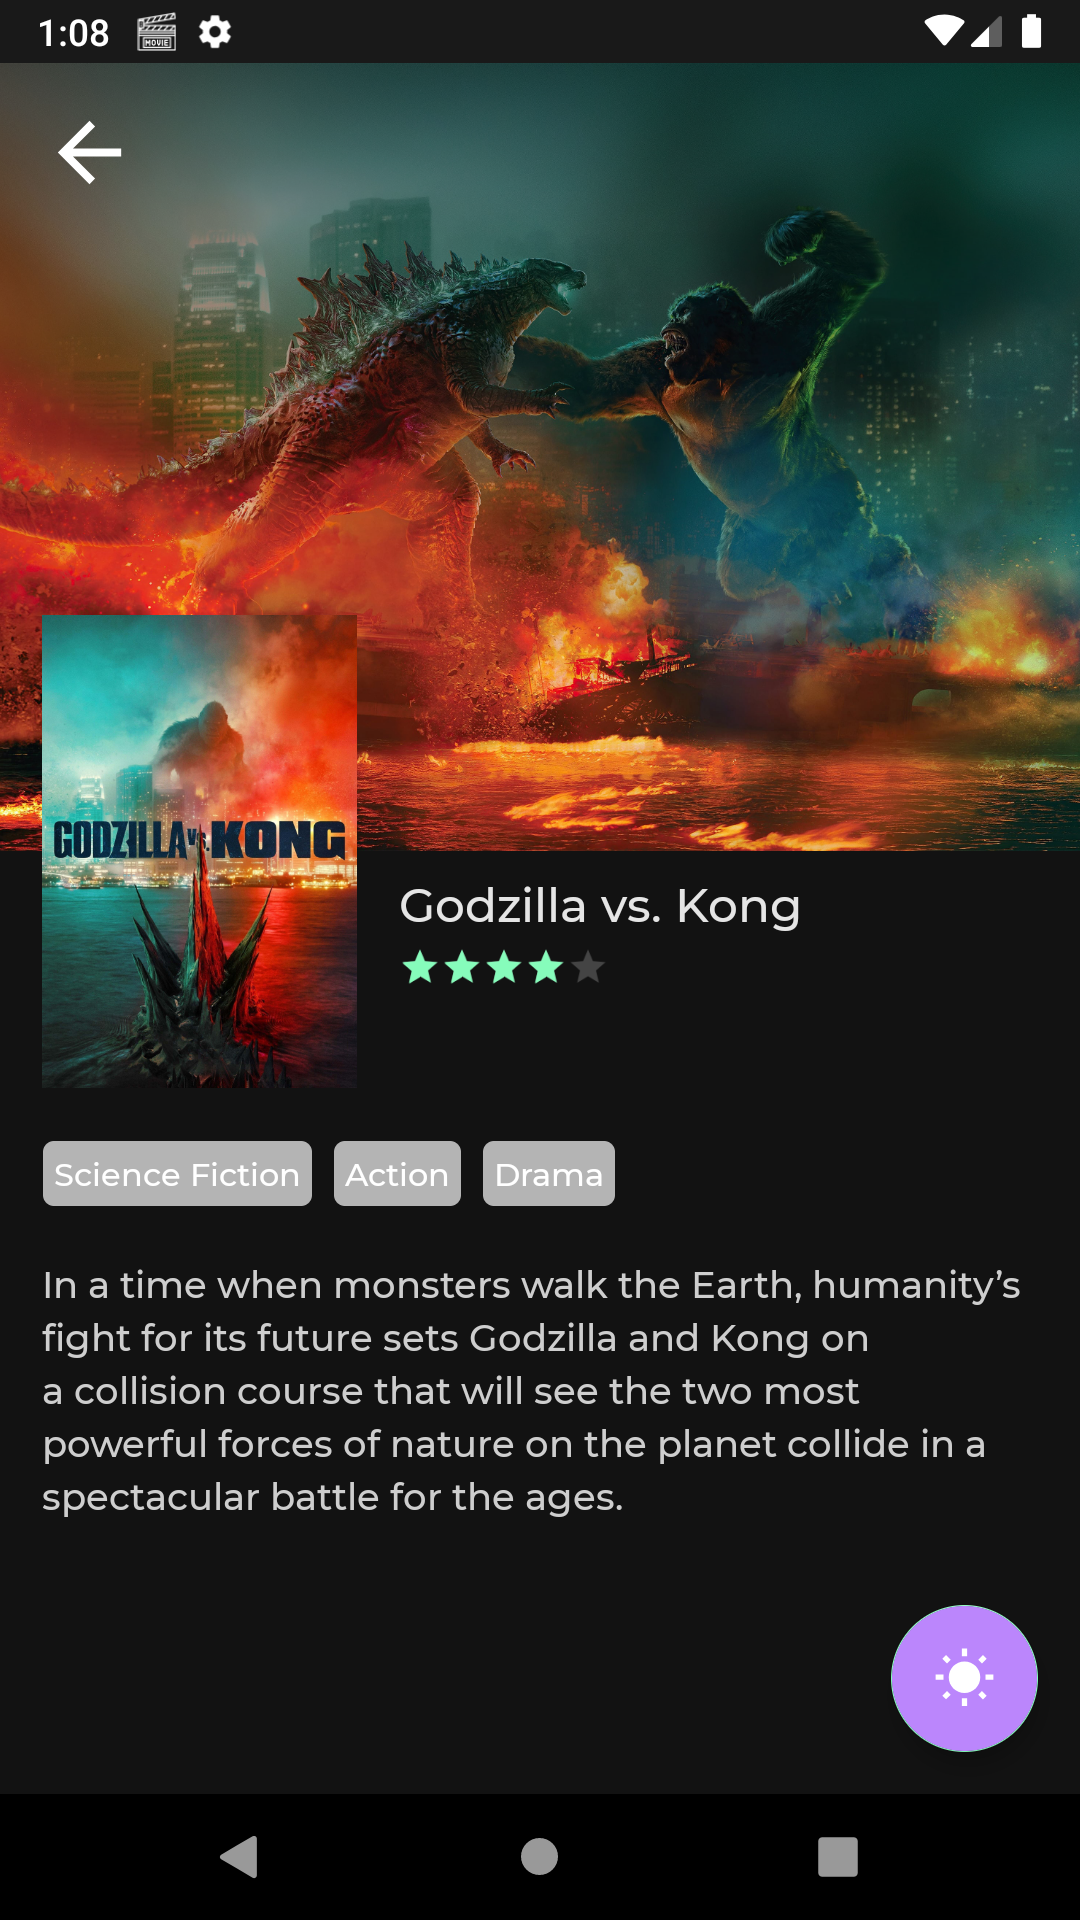 1:08
MOVIE
GODZILLA vs. KONG
Godzilla vs. Kong
Science Fiction Action Drama
In a time when monsters walk the Earth, humanity’s
fight for its future sets Godzilla and Kong on
a collision course that will see the two most
powerful forces of nature on the planet collide in a
spectacular battle for the ages.